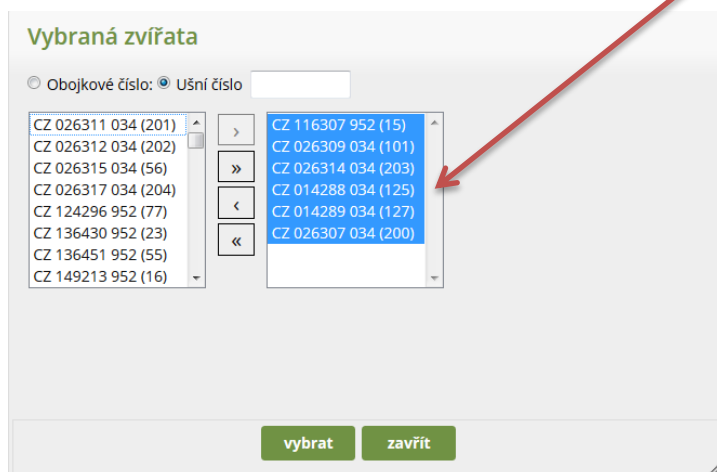 Vybraná zvířata
Obojkové číslo: Ušní číslo
CZ 026311 034 (201)
CZ 026312 034 (202)
CZ 026315 034 (56)
CZ 026317 034 (204)
CZ 124296 952 (77)
CZ 136430 952 (23)
CZ 136451 952 (55)
CZ 149213 952 (16)
›
»
‹
«
CZ 116307 952 (15)
CZ 026309 034 (101)
CZ 026314 034 (203)
CZ 014288 034 (125)
CZ 014289 034 (127)
CZ 026307 034 (200)
vybrat zavřít